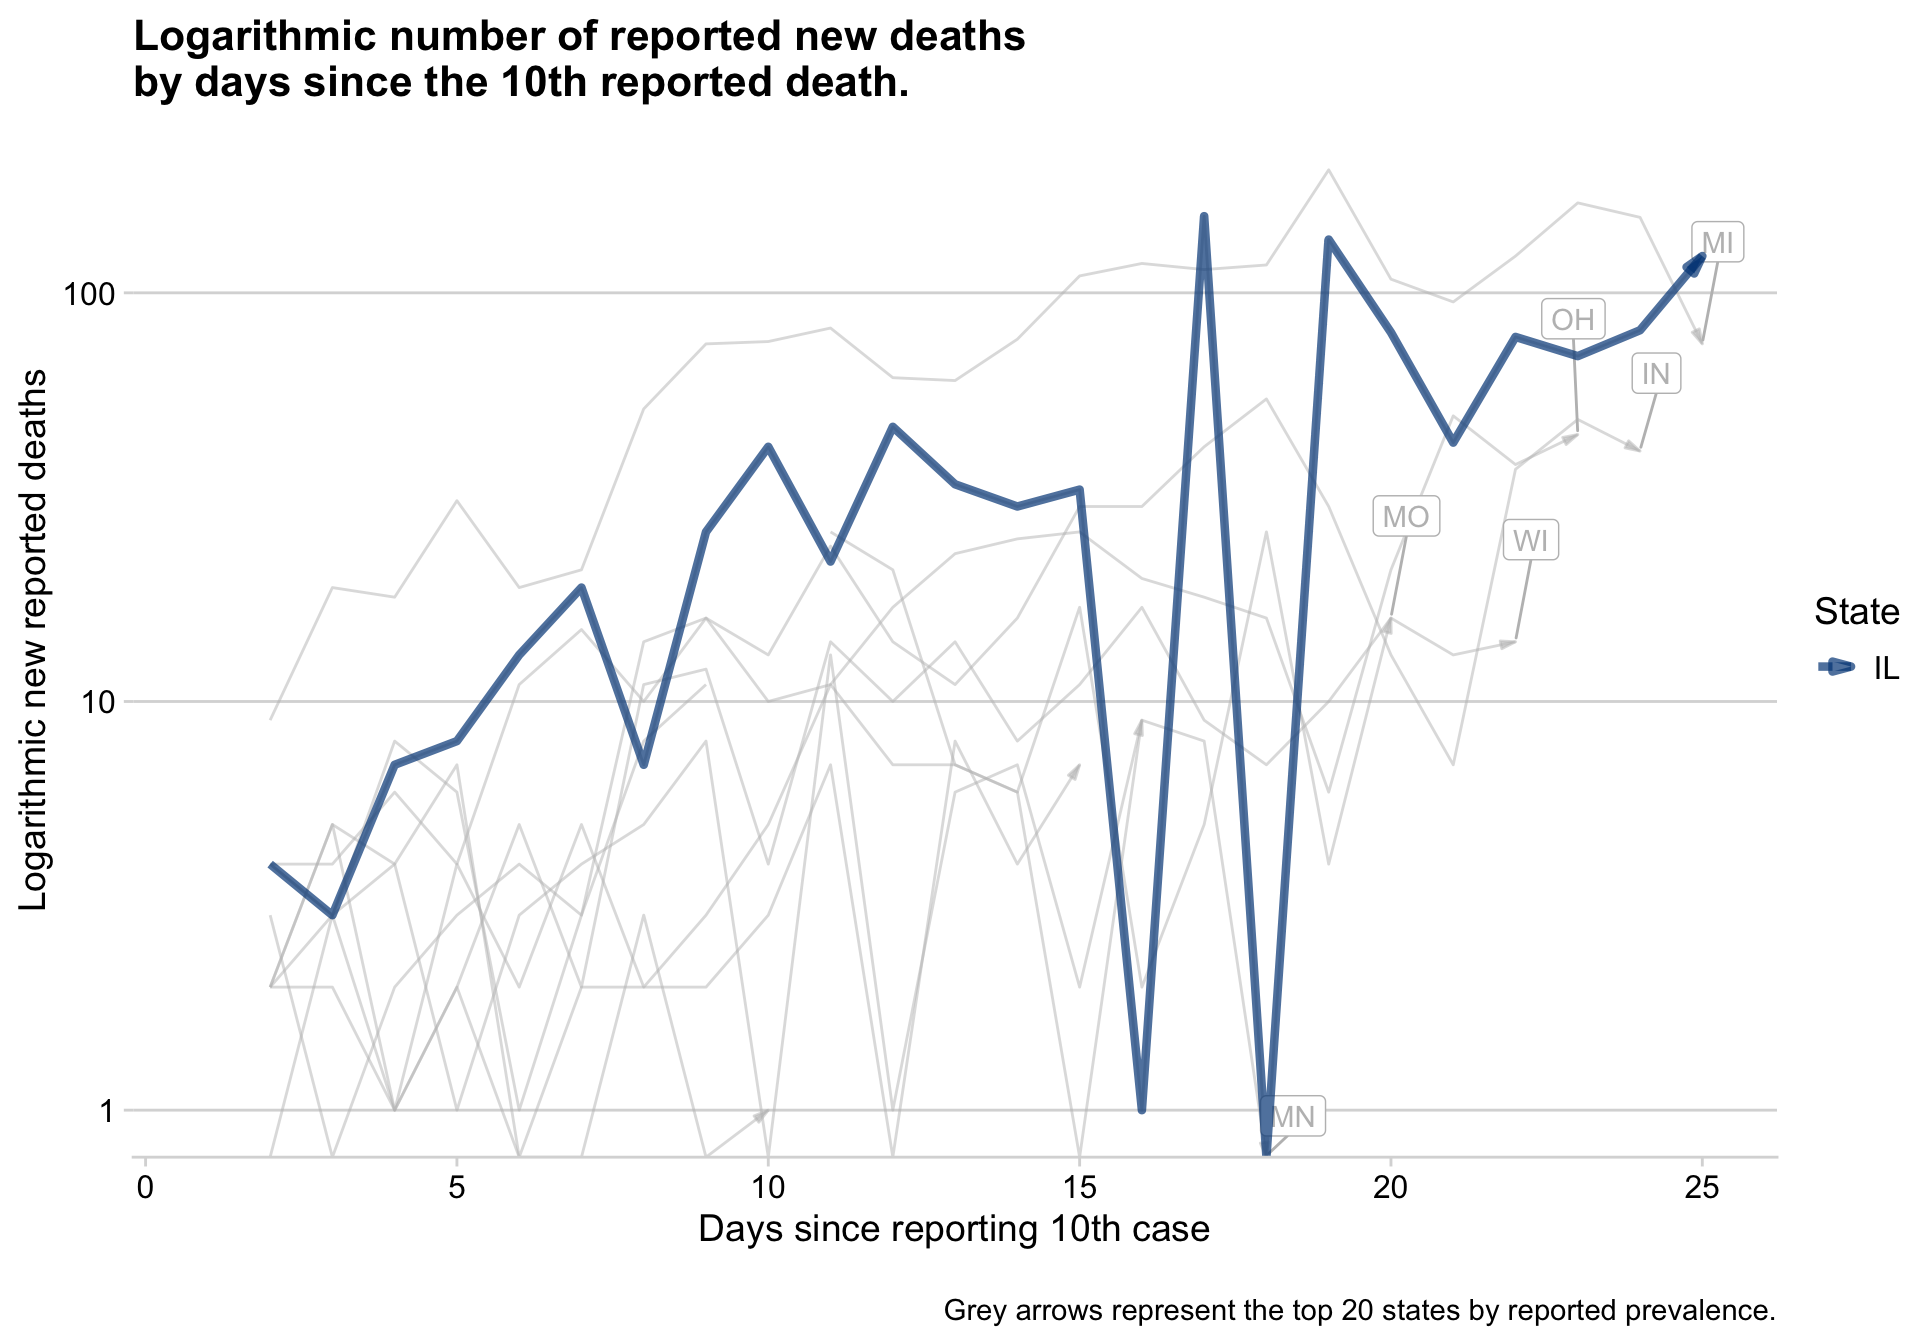 Logarithmic number of reported new deaths
by days since the 10th reported death.
Logarithmic new reported deaths
100
10
1
MI
OH
IN
MO
WI
MN
State
IL
0 5 10 15 20 25
Days since reporting 10th case
Grey arrows represent the top 20 states by reported prevalence.